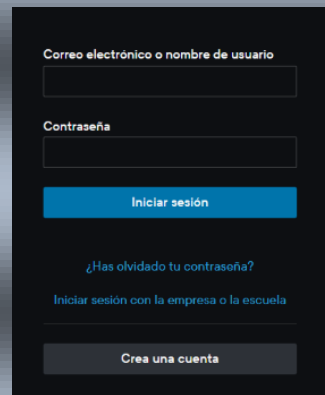 Correo electrónico o nombre de usuario
Contraseña
Iniciar sesión
¿Has olvidado tu contraseña?
Iniciar sesión con la empresa o la escuela
Crea una cuenta